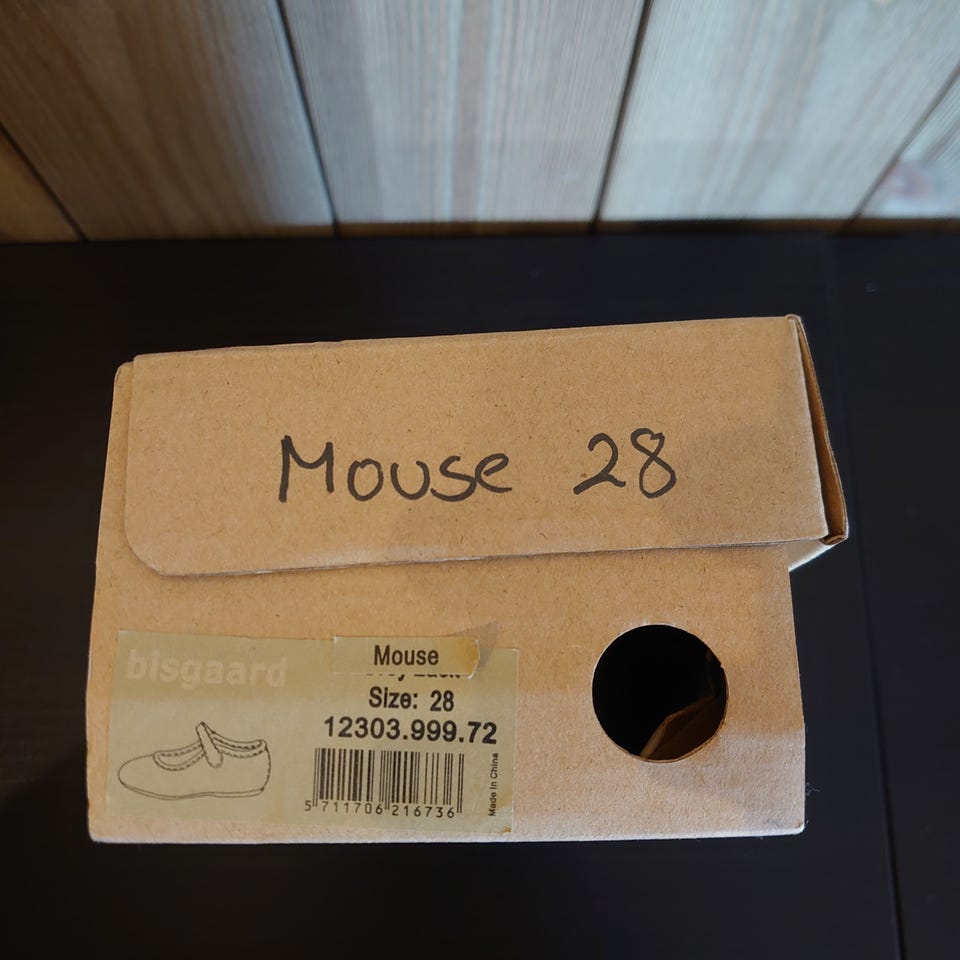 Mouse 28
bisgaard
Mouse
Size: 28
12303.999.72
5 711706 216736
Made in China